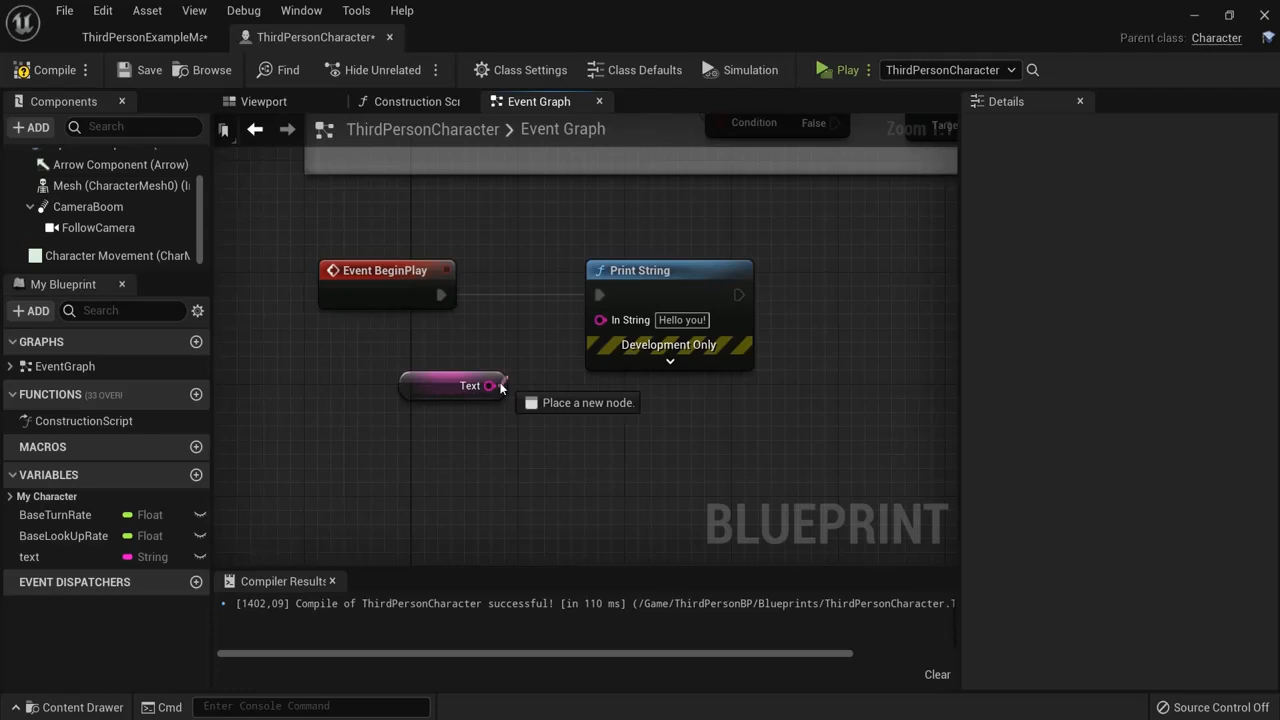 File Edit Asset View Debug Window Tools Help
ThirdPersonExampleMa* ThirdPersonCharacter* Parent class: Character
Compile Save Browse Find Hide Unrelated Class Settings Class Defaults Simulation Play ThirdPersonCharacter
Components Viewport Construction Scri Event Graph Details
ADD Search ThirdPersonCharacter Event Graph Condition False
Arrow Component (Arrow)
Mesh (CharacterMesh0) (I
CameraBoom
FollowCamera
Character Movement (CharM
My Blueprint
ADD Search
GRAPHS
EventGraph
FUNCTIONS (33 OVERI
ConstructionScript
MACROS
VARIABLES
My Character
BaseTurnRate Float
BaseLookUpRate Float
text String
EVENT DISPATCHERS
Event BeginPlay
Print String
In String Hello you!
Development Only
Text
Place a new node.
BLUEPRINT
Compiler Results
[1402,09] Compile of ThirdPersonCharacter successful! [in 110 ms] (/Game/ThirdPersonBP/Blueprints/ThirdPersonCharacter.T
Clear
Content Drawer Cmd Enter Console Command Source Control Off